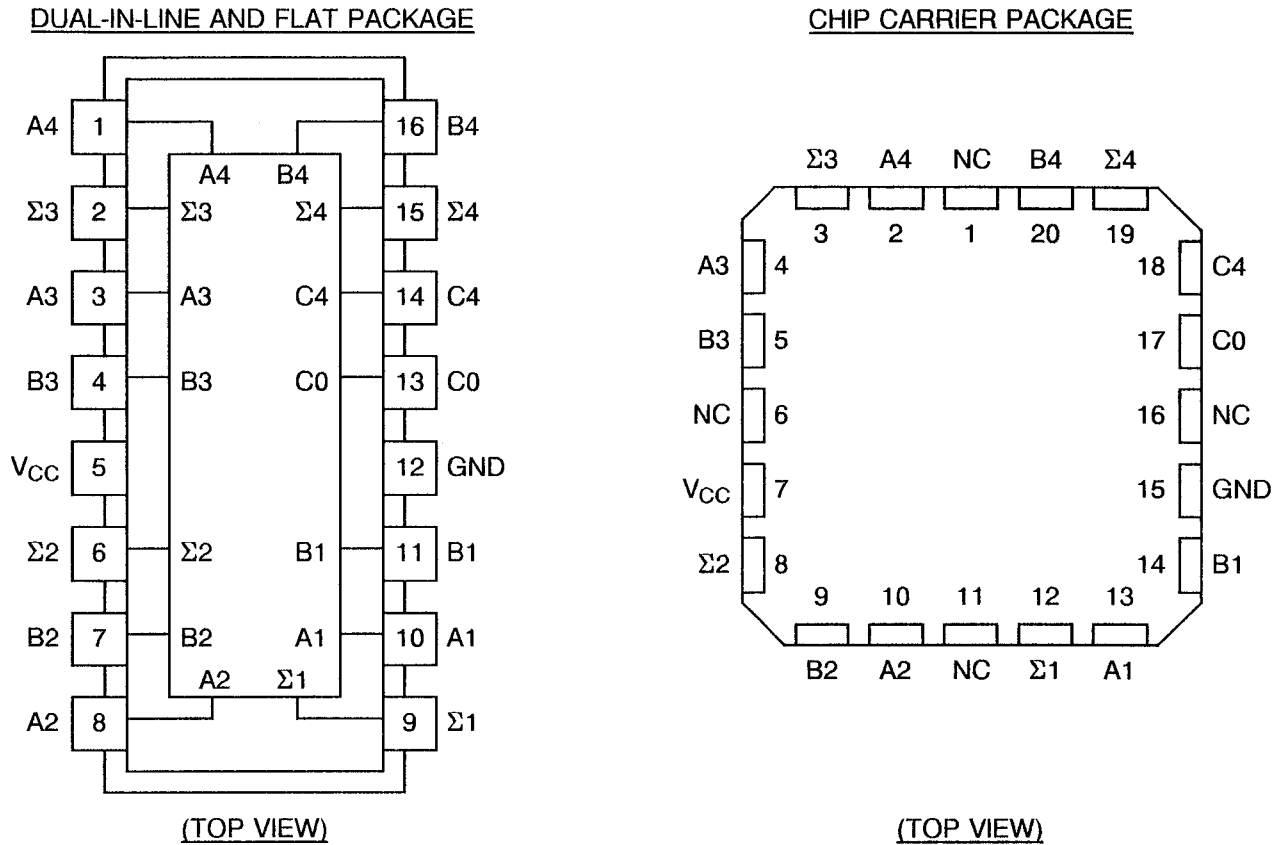 DUAL-IN-LINE AND FLAT PACKAGE
A4 1 16 B4
A4 B4
Σ3 2 Σ3 Σ4 15 Σ4
A3 3 A3 C4 14 C4
B3 4 B3 C0 13 C0
VCC 5 12 GND
Σ2 6 Σ2 B1 11 B1
B2 7 B2 A1 10 A1
A2 Σ1
A2 8 9 Σ1
(TOP VIEW)
CHIP CARRIER PACKAGE
Σ3 A4 NC B4 Σ4
3 2 1 20 19
A3 4 18 C4
B3 5 17 C0
NC 6 16 NC
VCC 7 15 GND
Σ2 8 14 B1
9 10 11 12 13
B2 A2 NC Σ1 A1
(TOP VIEW)